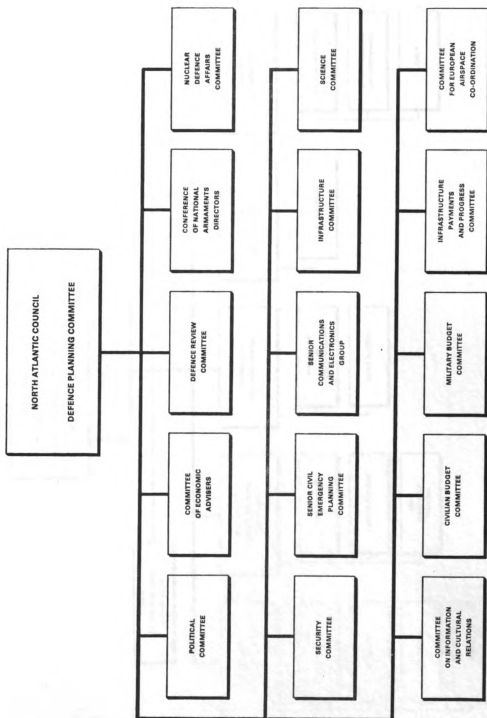 NORTH ATLANTIC COUNCIL
DEFENCE PLANNING COMMITTEE
POLITICAL
COMMITTEE
COMMITTEE
OF ECONOMIC
ADVISERS
DEFENCE REVIEW
COMMITTEE
CONFERENCE
OF NATIONAL
ARMAMENTS
DIRECTORS
NUCLEAR
DEFENCE
AFFAIRS
COMMITTEE
SECURITY
COMMITTEE
SENIOR CIVIL
EMERGENCY
PLANNING
COMMITTEE
SENIOR
COMMUNICATIONS
AND ELECTRONICS
GROUP
INFRASTRUCTURE
COMMITTEE
SCIENCE
COMMITTEE
COMMITTEE
ON INFORMATION
AND CULTURAL
RELATIONS
CIVILIAN BUDGET
COMMITTEE
MILITARY BUDGET
COMMITTEE
INFRASTRUCTURE
PAYMENTS
AND PROGRESS
COMMITTEE
COMMITTEE
FOR EUROPEAN
AIRSPACE
CO-ORDINATION